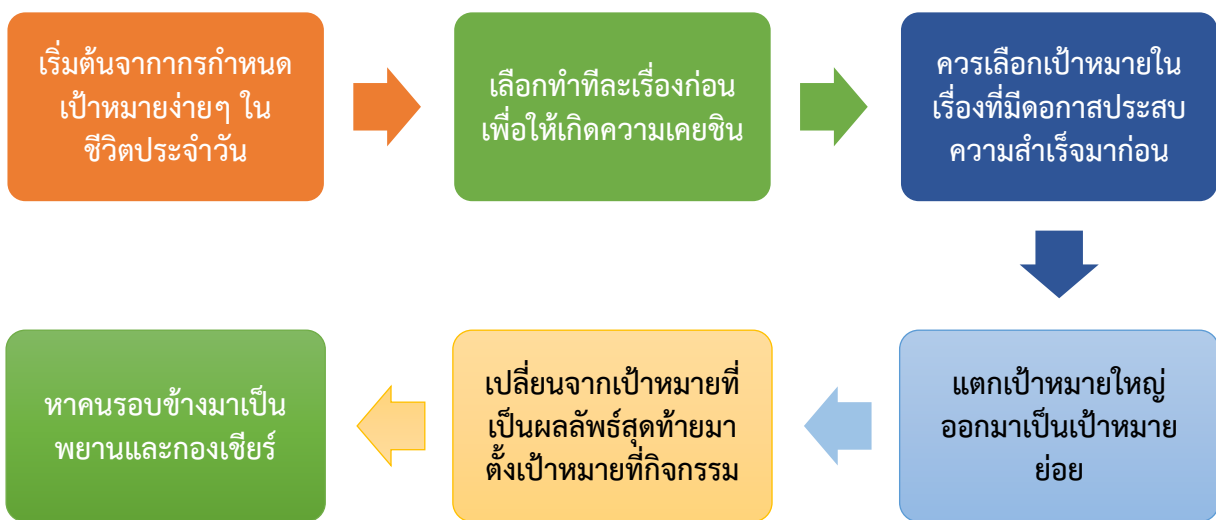 เริ่มต้นจาากากรกำหนด
เป้าหมายง่ายๆ ใน
ชีวิตประจำวัน
เลือกทำทีละเรื่องก่อน
เพื่อให้เกิดความเคยชิน
ควรเลือกเป้าหมายใน
เรื่องที่มีดอกาสประสบ
ความสำเร็จมาก่อน
แตกเป้าหมายใหญ่
ออกมาเป็นเป้าหมาย
ย่อย
เปลี่ยนจากเป้าหมายที่
เป็นผลลัพธ์สุดท้ายมา
ตั้งเป้าหมายที่กิจกรรม
หาคนรอบข้างมาเป็น
พยานและกองเชียร์